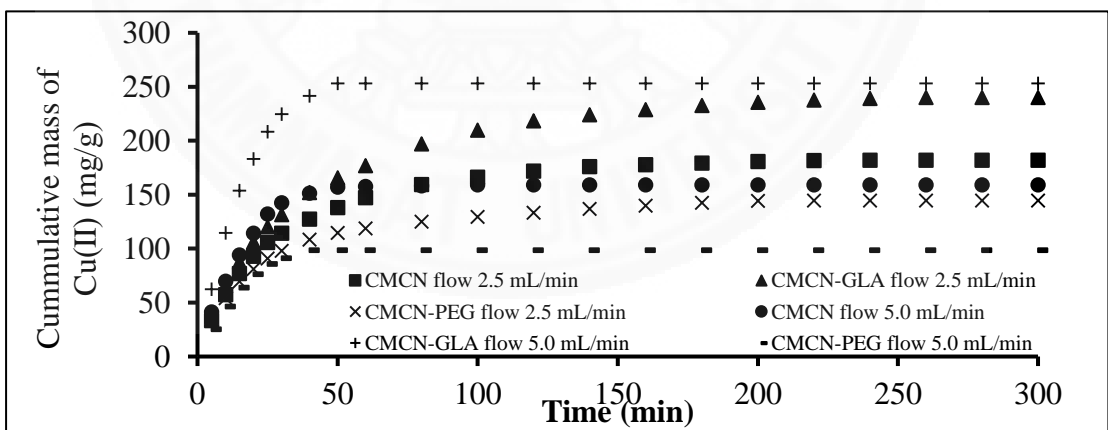 300
250
200
150
100
50
0
Cummulative mass of
Cu(II) (mg/g)
CMCN flow 2.5 mL/min
CMCN-GLA flow 2.5 mL/min
CMCN-PEG flow 2.5 mL/min
CMCN flow 5.0 mL/min
CMCN-GLA flow 5.0 mL/min
CMCN-PEG flow 5.0 mL/min
0 50 100 150 200 250 300
Time (min)